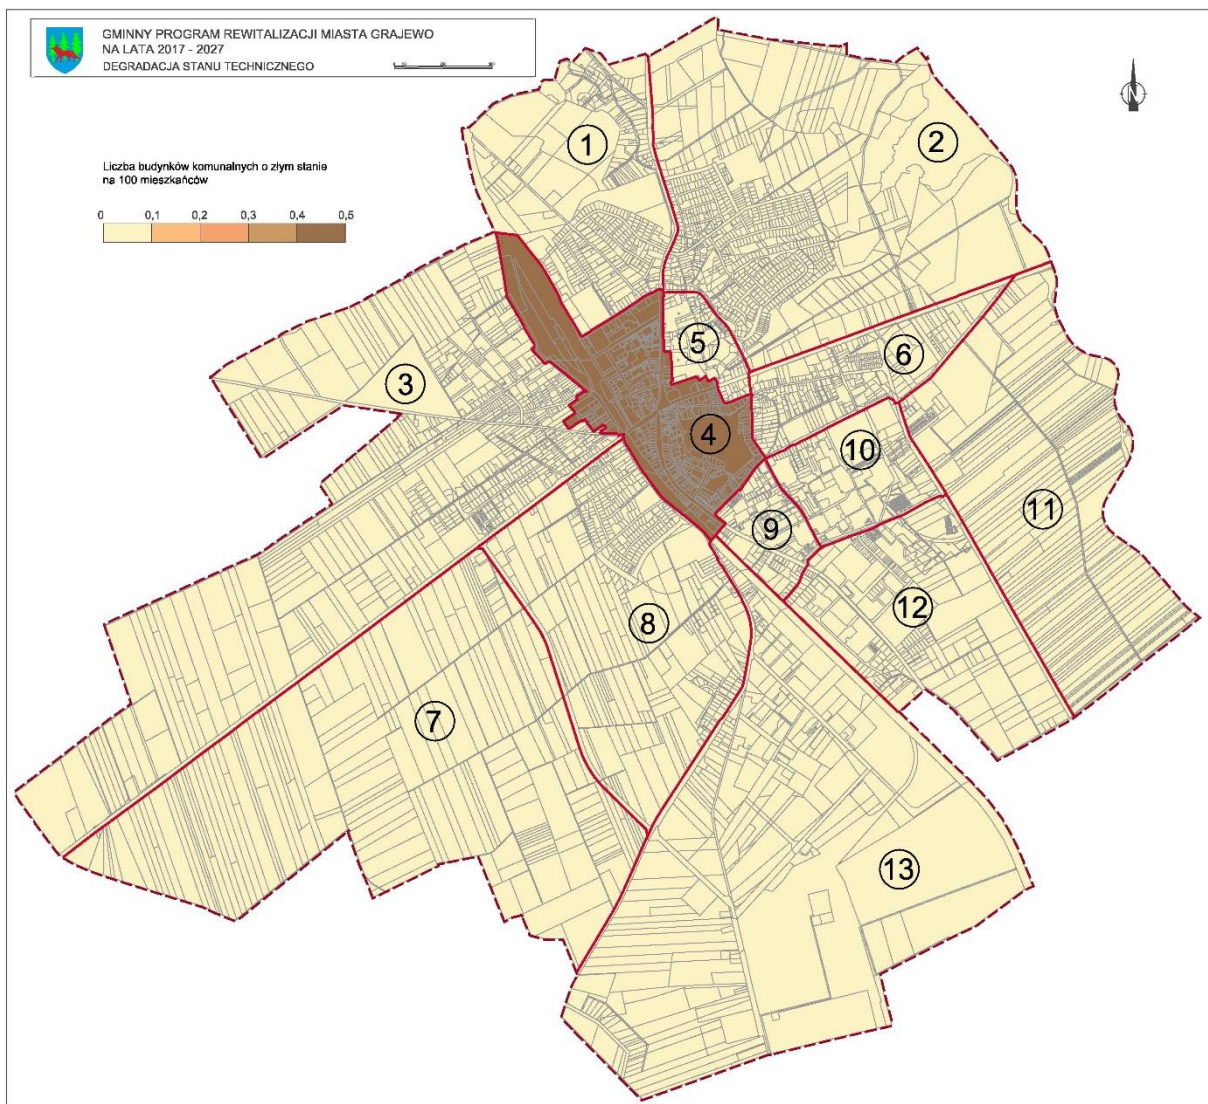 GMINNY PROGRAM REWITALIZACJI MIASTA GRAJEWO
NA LATA 2017 - 2027
DEGRADACJA STANU TECHNICZNEGO
N
Liczba budynków komunalnych o złym stanie
na 100 mieszkańców
0 0,1 0,2 0,3 0,4 0,5
1
2
3
4
5
6
7
8
9
10
11
12
13